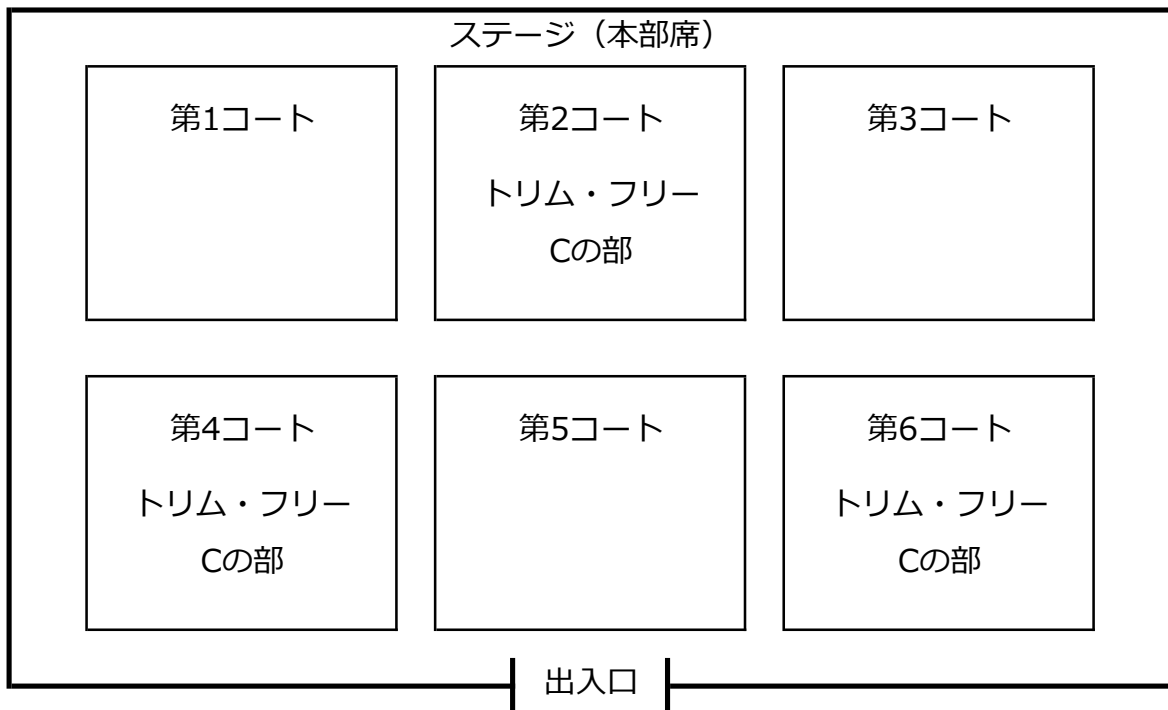 ステージ（本部席）
第1コート
第2コート
トリム・フリー
Cの部
第3コート
第4コート
トリム・フリー
Cの部
第5コート
第6コート
トリム・フリー
Cの部
出入口